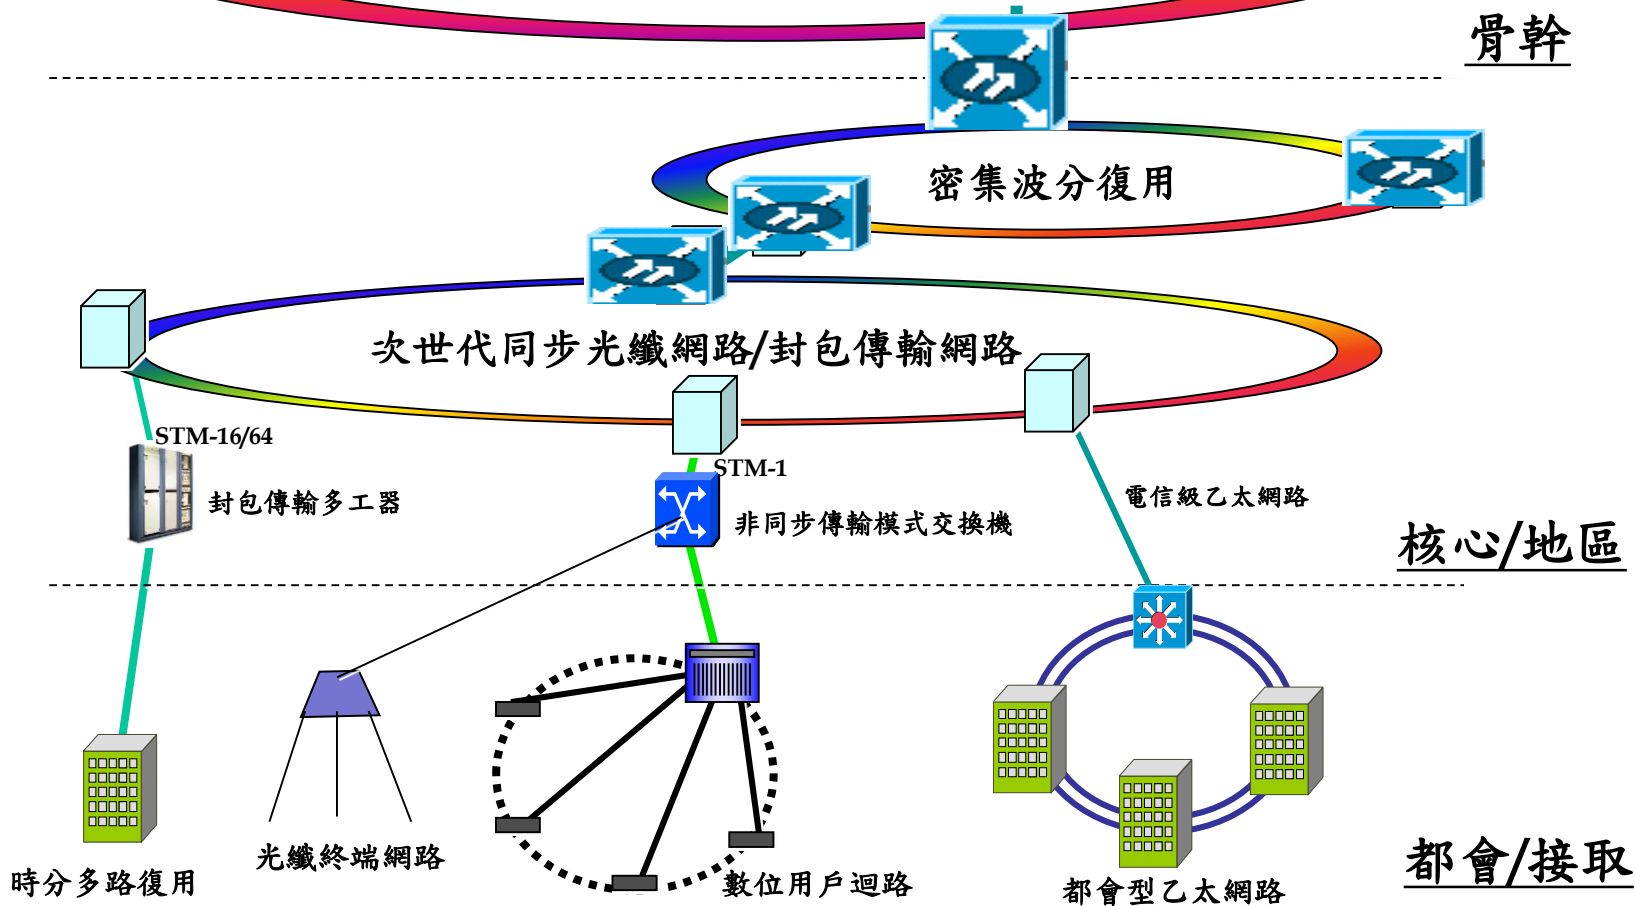 骨幹
密集波分復用
次世代同步光纖網路/封包傳輸網路
STM-16/64
STM-1
封包傳輸多工器
電信級乙太網路
非同步傳輸模式交換機
核心/地區
光纖終端網路
時分多路復用
數位用戶迴路
都會型乙太網路
都會/接取